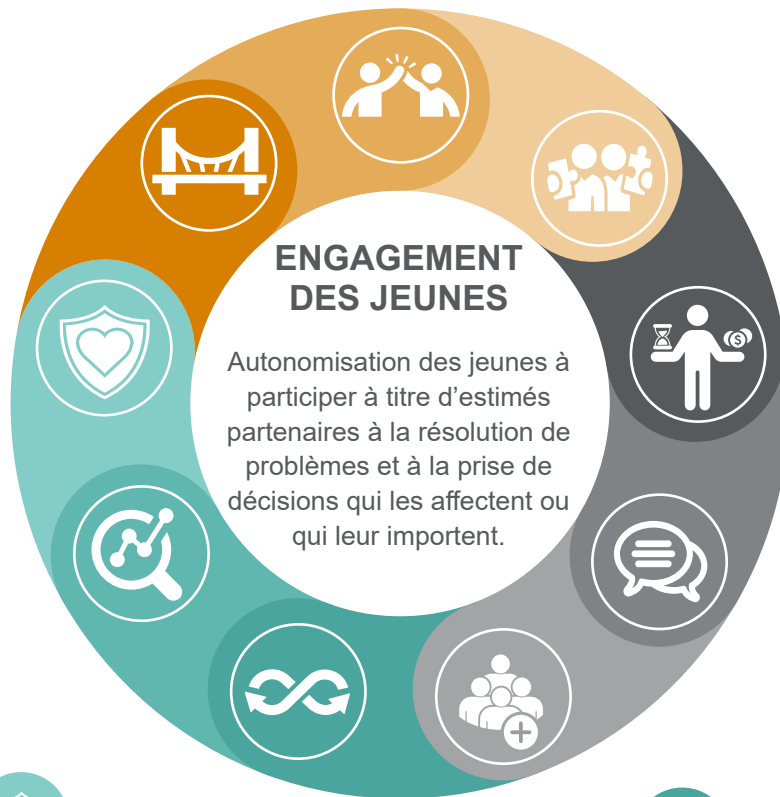 ENGAGEMENT
DES JEUNES
Autonomisation des jeunes à
participer à titre d’estimés
partenaires à la résolution de
problèmes et à la prise de
décisions qui les affectent ou
qui leur importent.
$